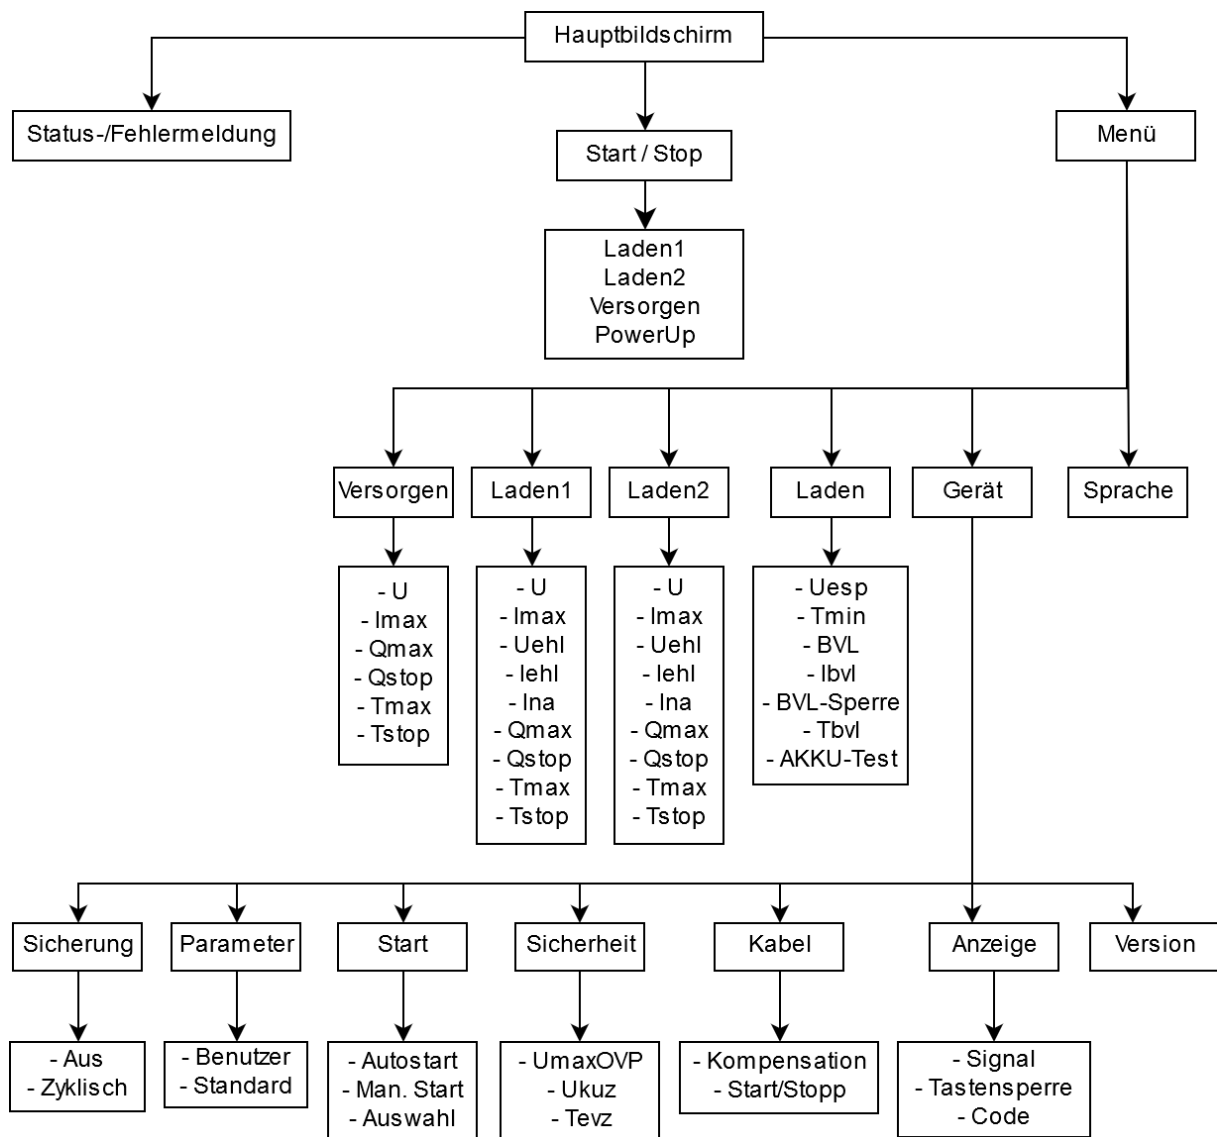 Hauptbildschirm
Status-/Fehlermeldung
Start / Stop
Menü
Laden1
Laden2
Versorgen
PowerUp
Versorgen
Laden1
Laden2
Laden
Gerät
Sprache
- U
- Imax
- Qmax
- Qstop
- Tmax
- Tstop
- U
- Imax
- Uehl
- Iehl
- Ina
- Qmax
- Qstop
- Tmax
- Tstop
- U
- Imax
- Uehl
- Iehl
- Ina
- Qmax
- Qstop
- Tmax
- Tstop
- Uesp
- Tmin
- BVL
- Ibvl
- BVL-Sperre
- Tbvl
- AKKU-Test
Sicherung
Parameter
Start
Sicherheit
Kabel
Anzeige
Version
- Aus
- Zyklisch
- Benutzer
- Standard
- Autostart
- Man. Start
- Auswahl
- UmaxOVP
- Ukuz
- Tevz
- Kompensation
- Start/Stopp
- Signal
- Tastensperre
- Code